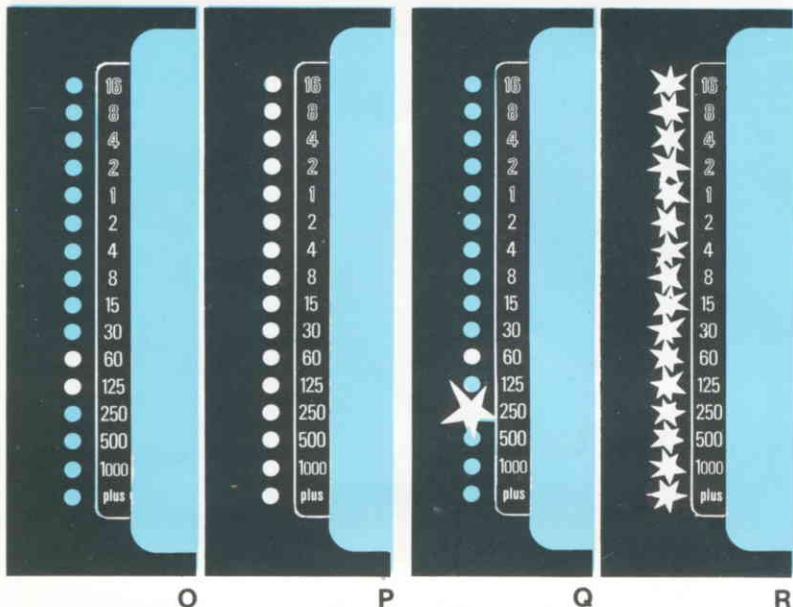 16 16 16 16
8 8 8 8
4 4 4 4
2 2 2 2
1 1 1 1
2 2 2 2
4 4 4 4
8 8 8 8
15 15 15 15
30 30 30 30
60 60 60 60
125 125 125 125
250 250 250 250
500 500 500 500
1000 1000 1000 1000
plus plus plus plus
O P Q R